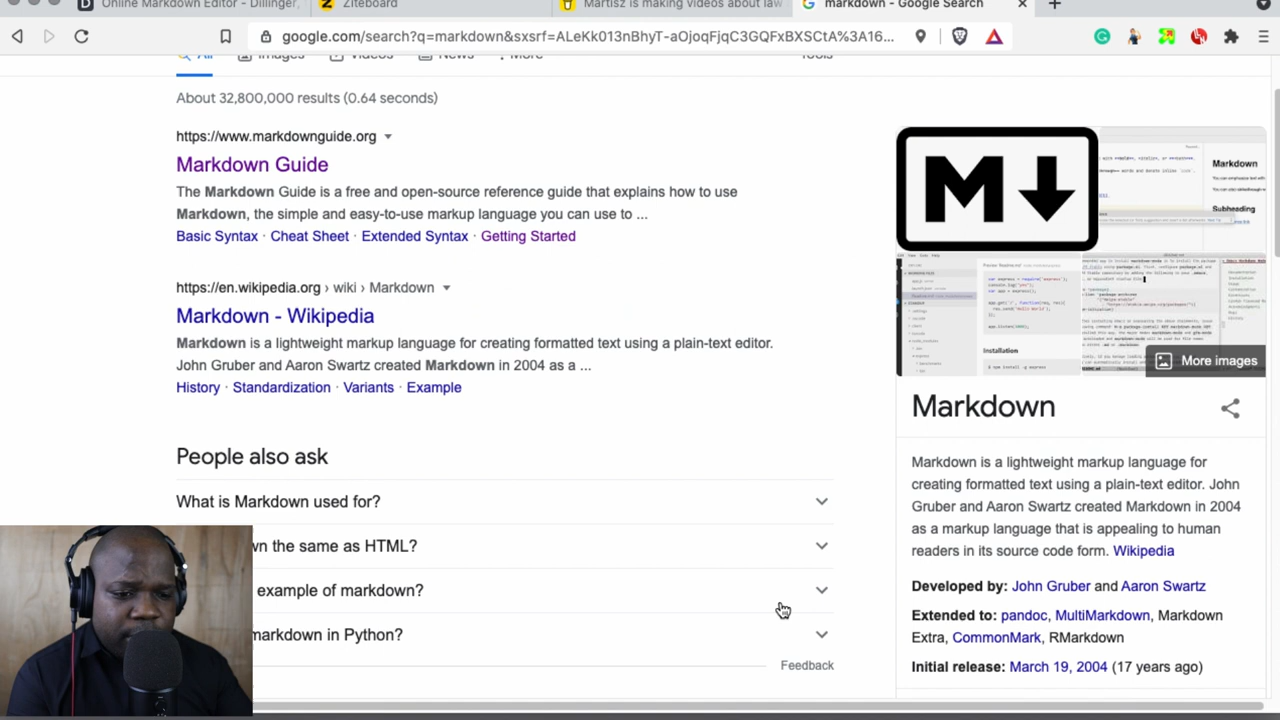 Online Markdown Editor - Dillinger,
Ziteboard
Martisz is making videos about law
markdown - Google Search
google.com/search?q=markdown&sxsrf=ALeKk013nBhyT-aOjoqFjqC3GQFxBXSCtA%3A16...
All
Images
Videos
News
More
Tools
About 32,800,000 results (0.64 seconds)
https://www.markdownguide.org
Markdown Guide
The Markdown Guide is a free and open-source reference guide that explains how to use
Markdown, the simple and easy-to-use markup language you can use to ...
Basic Syntax · Cheat Sheet · Extended Syntax · Getting Started
https://en.wikipedia.org › wiki › Markdown
Markdown - Wikipedia
Markdown is a lightweight markup language for creating formatted text using a plain-text editor.
John Gruber and Aaron Swartz created Markdown in 2004 as a ...
History · Standardization · Variants · Example
People also ask
What is Markdown used for?
wn the same as HTML?
example of markdown?
markdown in Python?
Feedback
M
Markdown
Subheading
Installation
More images
Markdown
Markdown is a lightweight markup language for
creating formatted text using a plain-text editor. John
Gruber and Aaron Swartz created Markdown in 2004
as a markup language that is appealing to human
readers in its source code form. Wikipedia
Developed by: John Gruber and Aaron Swartz
Extended to: pandoc, MultiMarkdown, Markdown
Extra, CommonMark, RMarkdown
Initial release: March 19, 2004 (17 years ago)